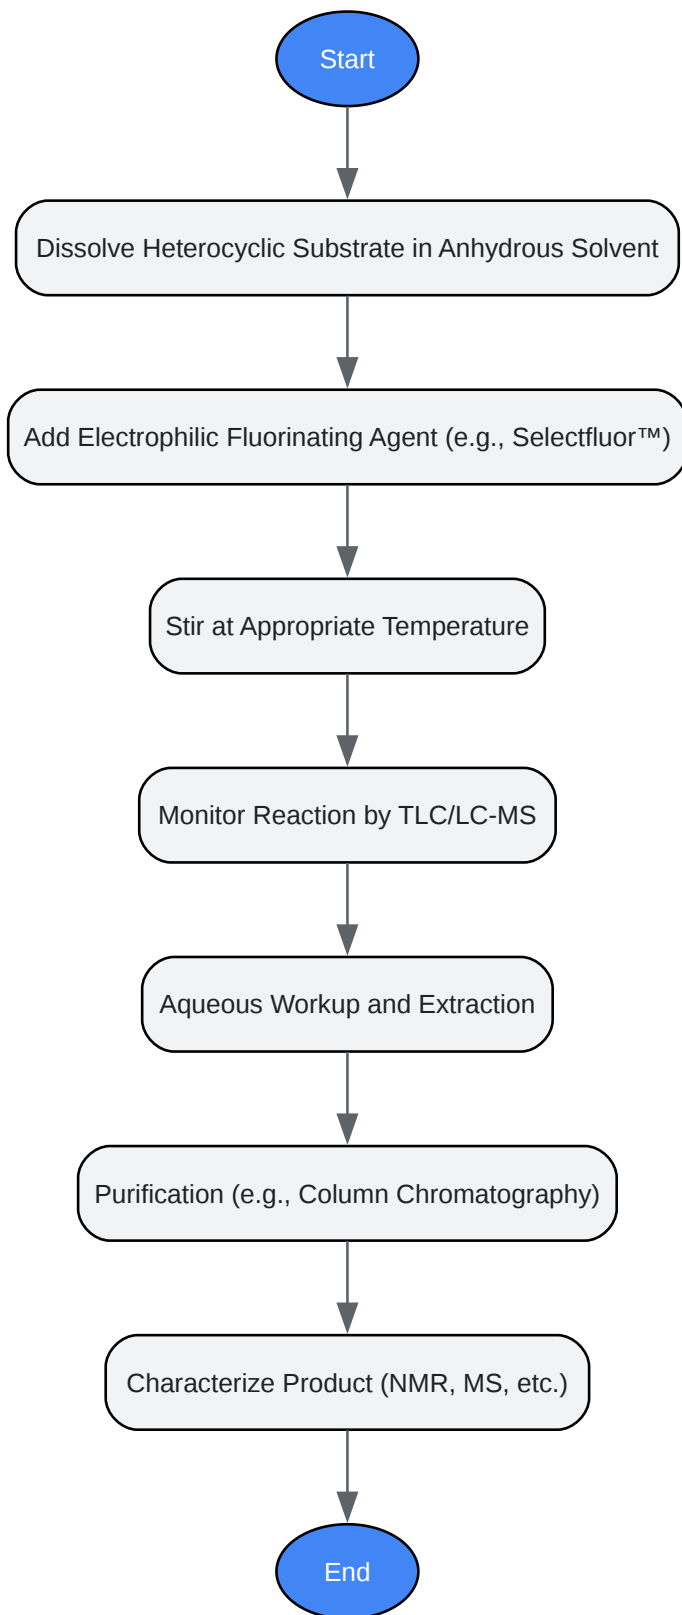 Start
Dissolve Heterocyclic Substrate in Anhydrous Solvent
Add Electrophilic Fluorinating Agent (e.g., Selectfluor™)
Stir at Appropriate Temperature
Monitor Reaction by TLC/LC-MS
Aqueous Workup and Extraction
Purification (e.g., Column Chromatography)
Characterize Product (NMR, MS, etc.)
End